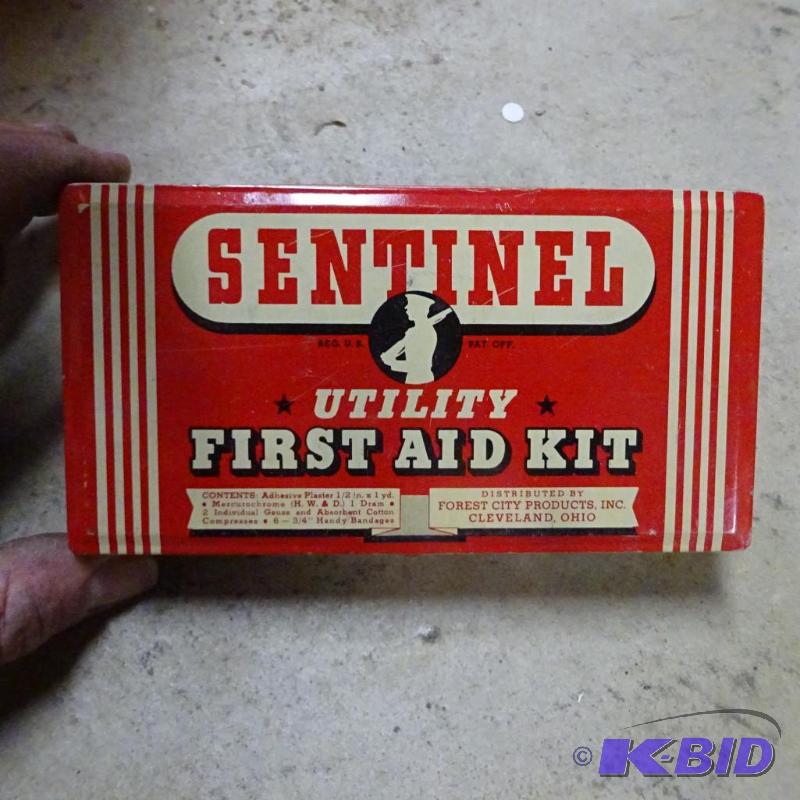 SENTINEL
REG. U.S. PAT. OFF.
UTILITY
FIRST AID KIT
CONTENTS: Adhesive Plaster 1/2 in. x 1 yd.
• Mercurochrome (H. W. & D.) 1 Dram •
2 Individual Gauze and Absorbent Cotton
Compresses • 6 — 3/4" Handy Bandages
DISTRIBUTED BY
FOREST CITY PRODUCTS, INC.
CLEVELAND, OHIO
© K-BID